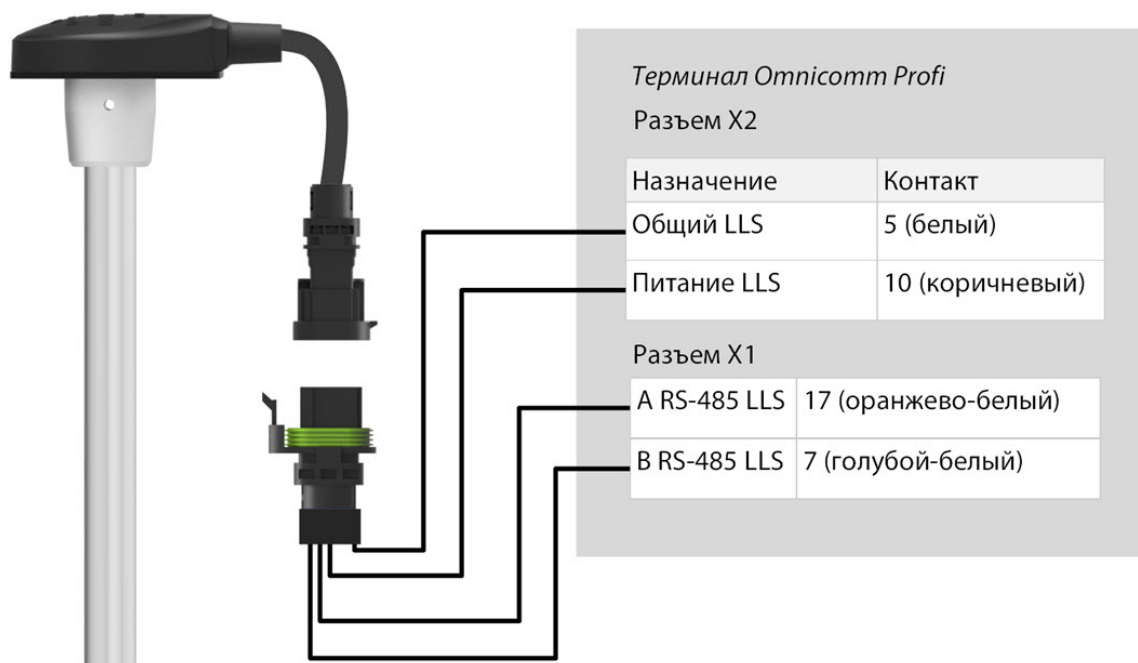 Терминал Omnicomm Profi
Разъем X2
Назначение Контакт
Общий LLS 5 (белый)
Питание LLS 10 (коричневый)
Разъем X1
A RS-485 LLS 17 (оранжево-белый)
B RS-485 LLS 7 (голубой-белый)